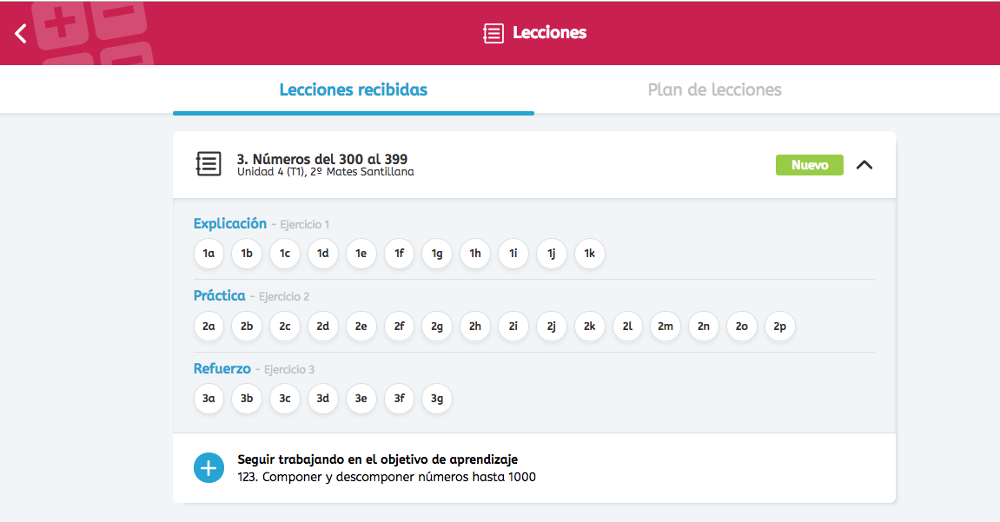 Lecciones
Lecciones recibidas
Plan de lecciones
3. Números del 300 al 399
Nuevo
Unidad 4 (T1), 2º Mates Santillana
Explicación - Ejercicio 1
1a 1b 1c 1d 1e 1f 1g 1h 1i 1j 1k
Práctica - Ejercicio 2
2a 2b 2c 2d 2e 2f 2g 2h 2i 2j 2k 2l 2m 2n 2o 2p
Refuerzo - Ejercicio 3
3a 3b 3c 3d 3e 3f 3g
Seguir trabajando en el objetivo de aprendizaje
123. Componer y descomponer números hasta 1000